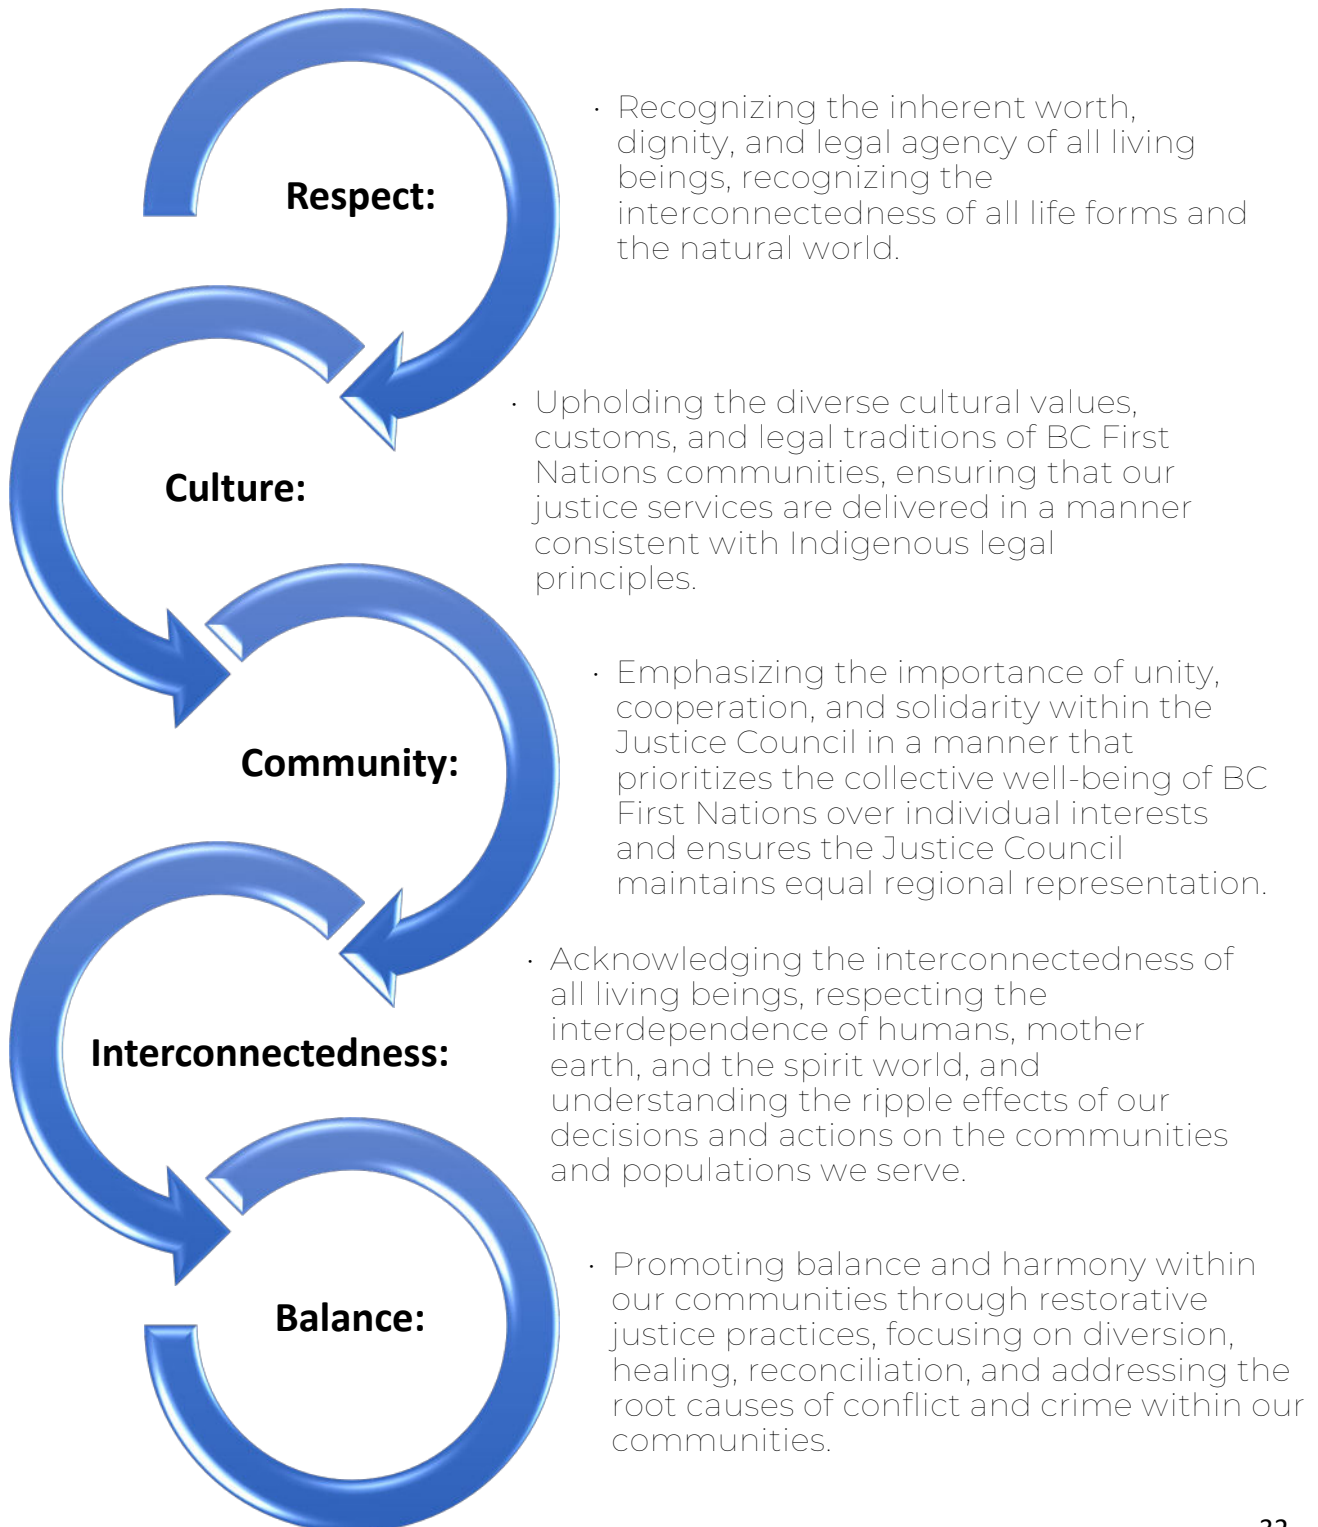 Respect:
· Recognizing the inherent worth,
dignity, and legal agency of all living
beings, recognizing the
interconnectedness of all life forms and
the natural world.
Culture:
· Upholding the diverse cultural values,
customs, and legal traditions of BC First
Nations communities, ensuring that our
justice services are delivered in a manner
consistent with Indigenous legal
principles.
Community:
· Emphasizing the importance of unity,
cooperation, and solidarity within the
Justice Council in a manner that
prioritizes the collective well-being of BC
First Nations over individual interests
and ensures the Justice Council
maintains equal regional representation.
Interconnectedness:
· Acknowledging the interconnectedness of
all living beings, respecting the
interdependence of humans, mother
earth, and the spirit world, and
understanding the ripple effects of our
decisions and actions on the communities
and populations we serve.
Balance:
· Promoting balance and harmony within
our communities through restorative
justice practices, focusing on diversion,
healing, reconciliation, and addressing the
root causes of conflict and crime within our
communities.